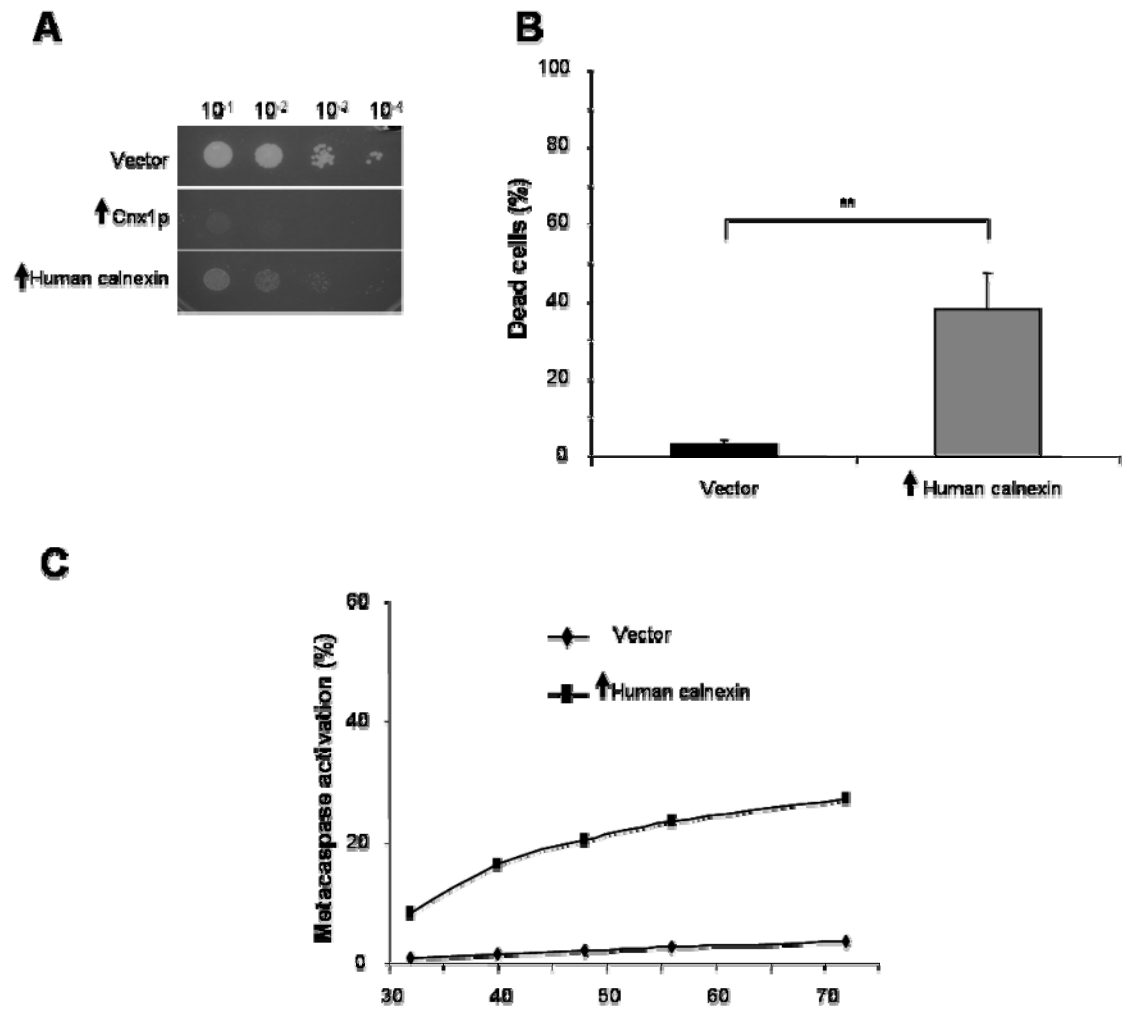 A
10-1 10-2 10-3 10-4
Vector
↑ Cnx1p
↑Human calnexin
B
Dead cells (%)
100
80
60
40
20
0
**
Vector
↑ Human calnexin
C
Metacaspase activation (%)
60
40
20
0
Vector
↑Human calnexin
30 40 50 60 70